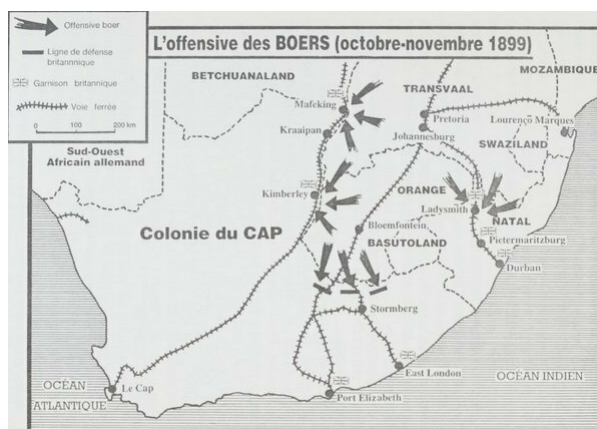 Offensive boer
Ligne de défense
britannnique
Garnison britannique
Voie ferrée
0 100 200 km
L'offensive des BOERS (octobre-novembre 1899)
BETCHUANALAND
MOZAMBIQUE
TRANSVAAL
Mafeking
Pretoria
Lourenço Marques
Kraaipan
Johannesburg
SWAZILAND
Sud-Ouest
Africain allemand
Kimberley
ORANGE
Ladysmith
NATAL
Colonie du CAP
Bloemfontein
BASUTOLAND
Pietermaritzburg
Durban
Stormberg
East London
OCÉAN INDIEN
OCÉAN
ATLANTIQUE
Le Cap
Port Elizabeth